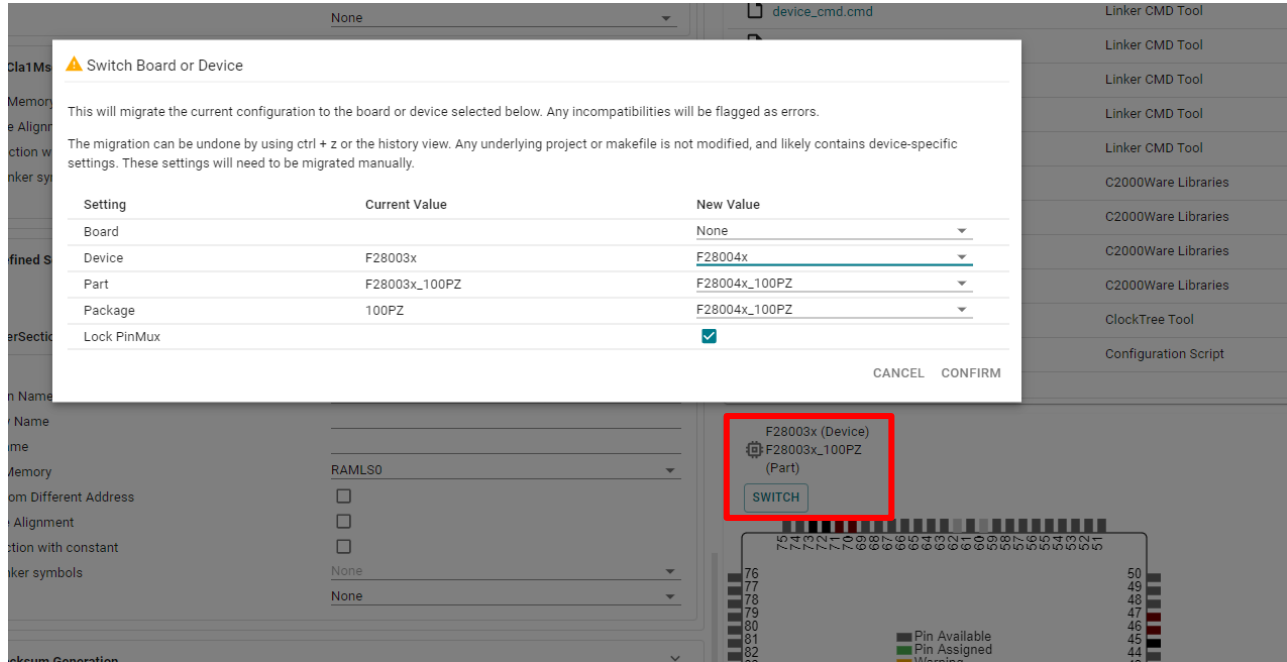 None
device_cmd.cmd
Linker CMD Tool
Linker CMD Tool
Cla1Ms
Linker CMD Tool
Memory
Linker CMD Tool
e Alignr
ction w
Linker CMD Tool
nker syr
C2000Ware Libraries
C2000Ware Libraries
efined S
C2000Ware Libraries
C2000Ware Libraries
ClockTree Tool
erSectio
Configuration Script
Switch Board or Device
This will migrate the current configuration to the board or device selected below. Any incompatibilities will be flagged as errors.
The migration can be undone by using ctrl + z or the history view. Any underlying project or makefile is not modified, and likely contains device-specific
settings. These settings will need to be migrated manually.
Setting Current Value New Value
Board None
Device F28003x F28004x
Part F28003x_100PZ F28004x_100PZ
Package 100PZ F28004x_100PZ
Lock PinMux
CANCEL CONFIRM
n Name
y Name
ame
Memory RAMLS0
om Different Address
e Alignment
ction with constant
nker symbols None
None
cksum Generation
F28003x (Device)
F28003x_100PZ
(Part)
SWITCH
75 74 73 72 71 70 69 68 67 66 65 64 63 62 61 60 59 58 57 56 55 54 53 52 51
76 50
77 49
78 48
79 47
80 46
81 45
82 44
Pin Available
Pin Assigned
Warning